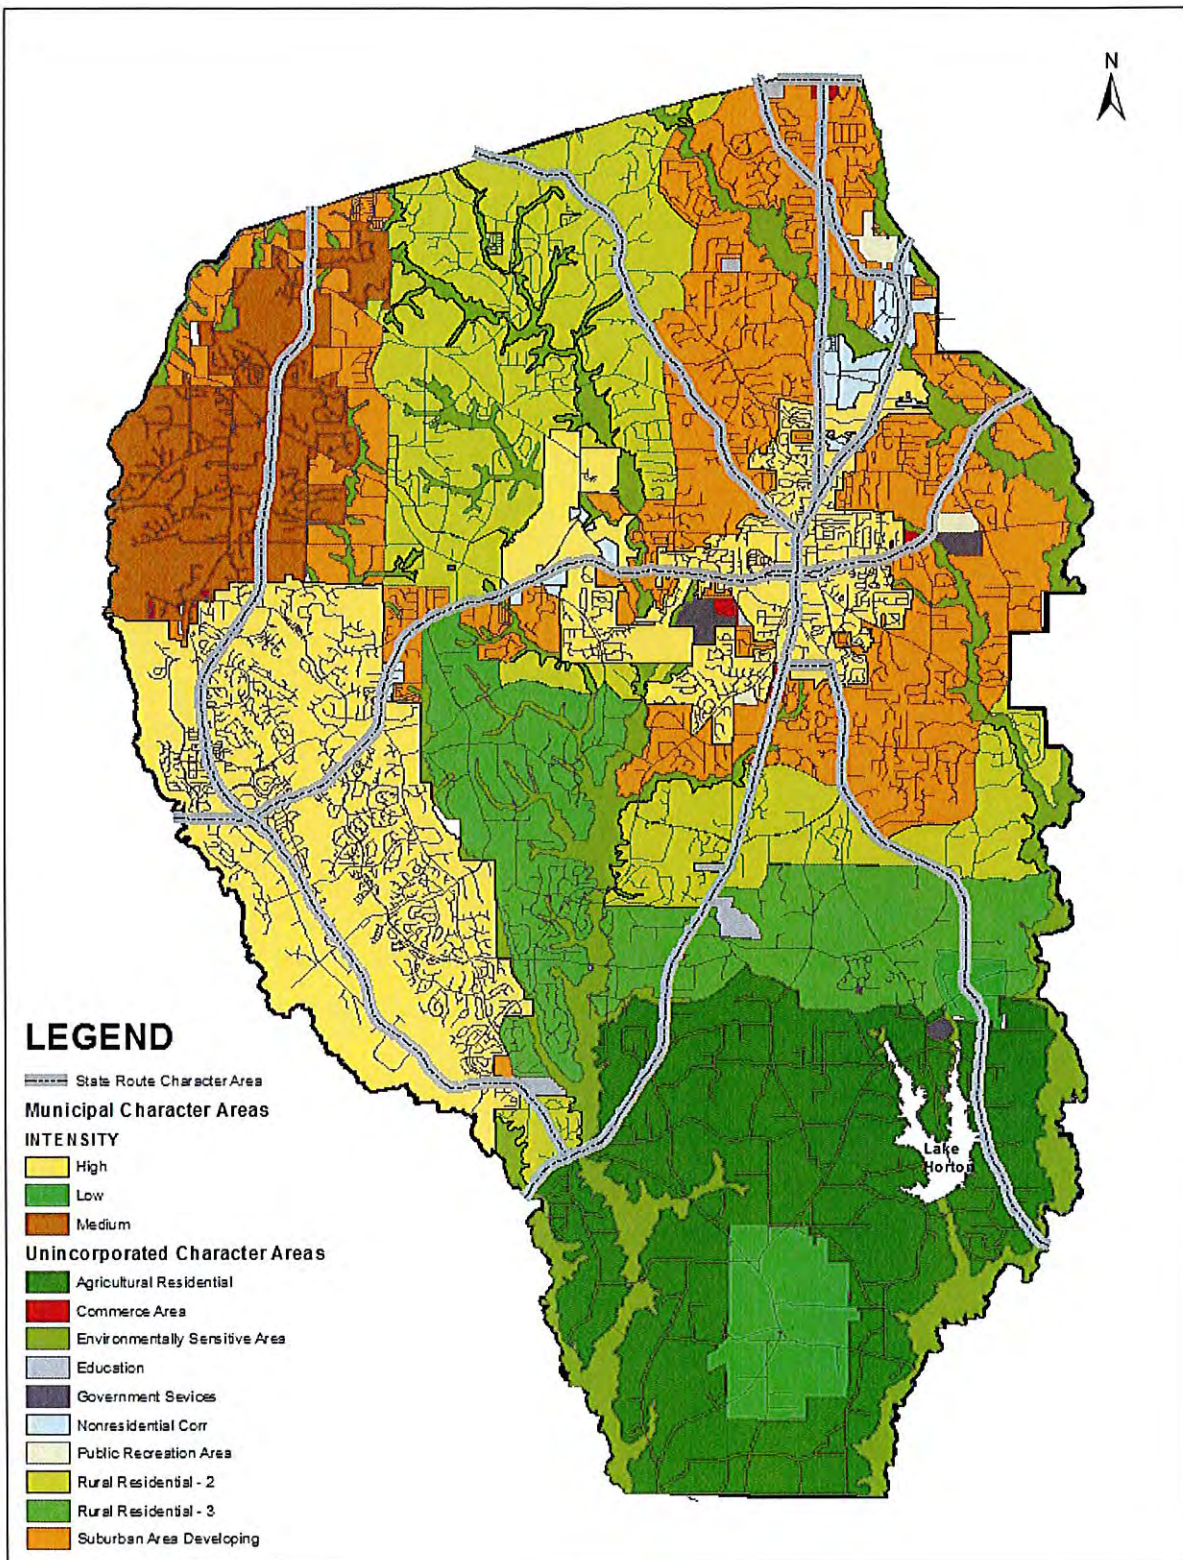 N
Lake
Horton
LEGEND
State Route Character Area
Municipal Character Areas
INTENSITY
High
Low
Medium
Unincorporated Character Areas
Agricultural Residential
Commerce Area
Environmentally Sensitive Area
Education
Government Sevices
Nonresidential Corr
Public Recreation Area
Rural Residential - 2
Rural Residential - 3
Suburban Area Developing